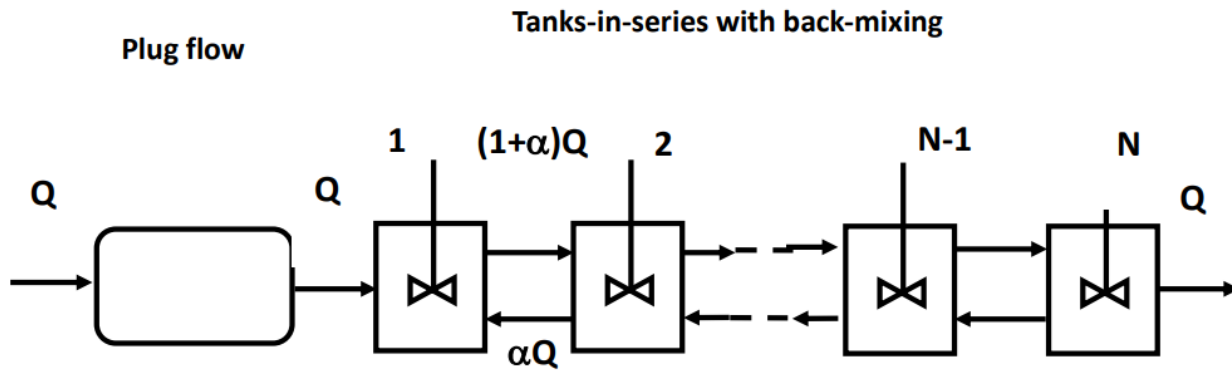 Tanks-in-series with back-mixing
Plug flow
1 (1+α)Q 2 N-1 N
Q Q Q
αQ